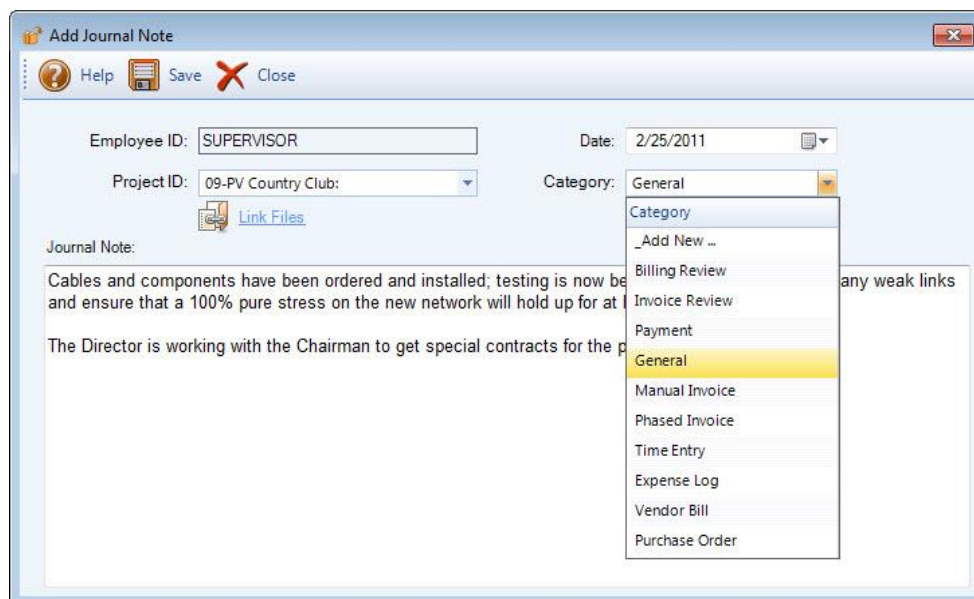 Add Journal Note
Help Save Close
Employee ID: SUPERVISOR Date: 2/25/2011
Project ID: 09-PV Country Club: Category: General
Link Files
Category
_Add New ...
Billing Review
Invoice Review
Payment
General
Manual Invoice
Phased Invoice
Time Entry
Expense Log
Vendor Bill
Purchase Order
Journal Note:
Cables and components have been ordered and installed; testing is now any weak links
and ensure that a 100% pure stress on the new network will hold up for at
The Director is working with the Chairman to get special contracts for the